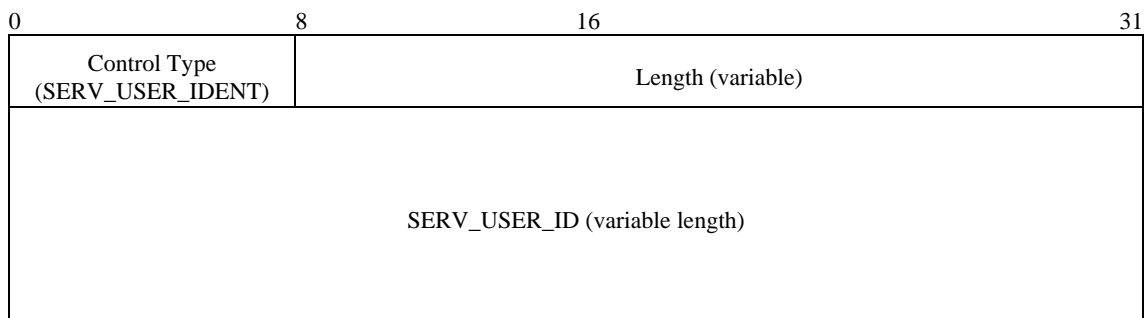 0 8 16 31
Control Type
(SERV_USER_IDENT)
Length (variable)
SERV_USER_ID (variable length)